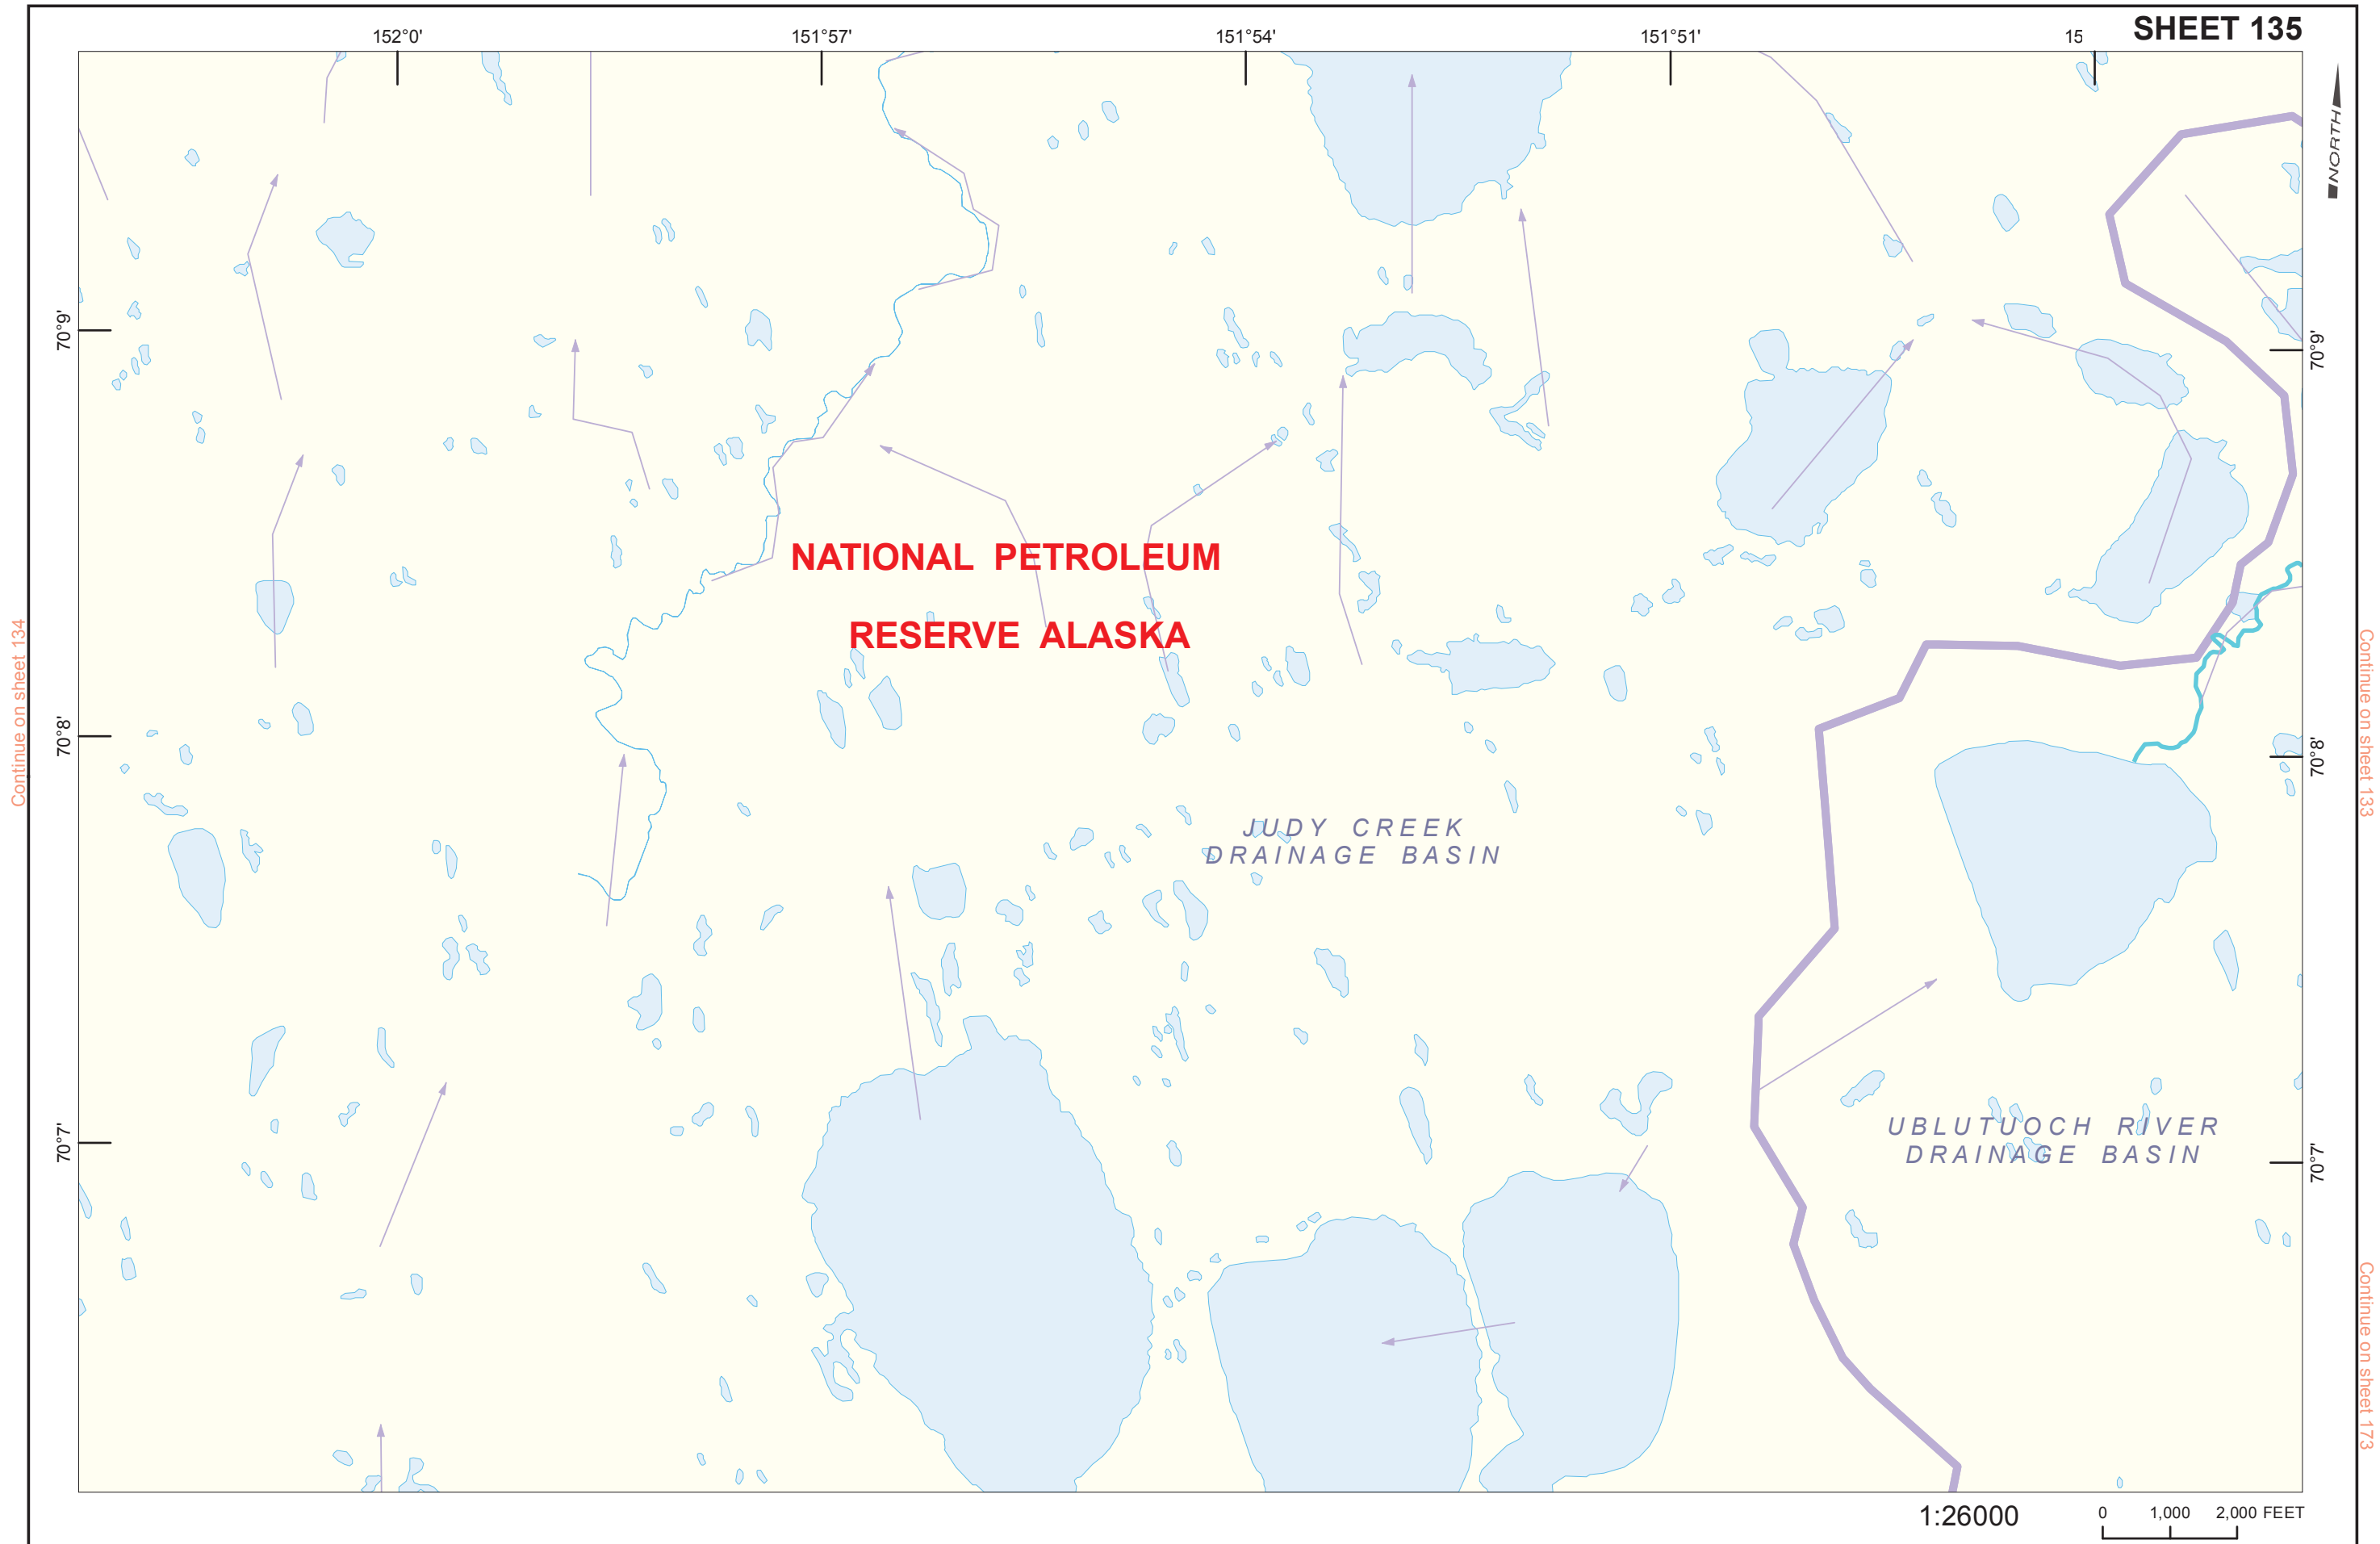 SHEET 135
152°0'
151°57'
151°54'
151°51'
15
NORTH
70°9'
70°9'
NATIONAL PETROLEUM
RESERVE ALASKA
Continue on sheet 134
Continue on sheet 133
70°8'
70°8'
JUDY CREEK
DRAINAGE BASIN
UBLUTUOCH RIVER
DRAINAGE BASIN
70°7'
70°7'
Continue on sheet 173
1:26000
0 1,000 2,000 FEET